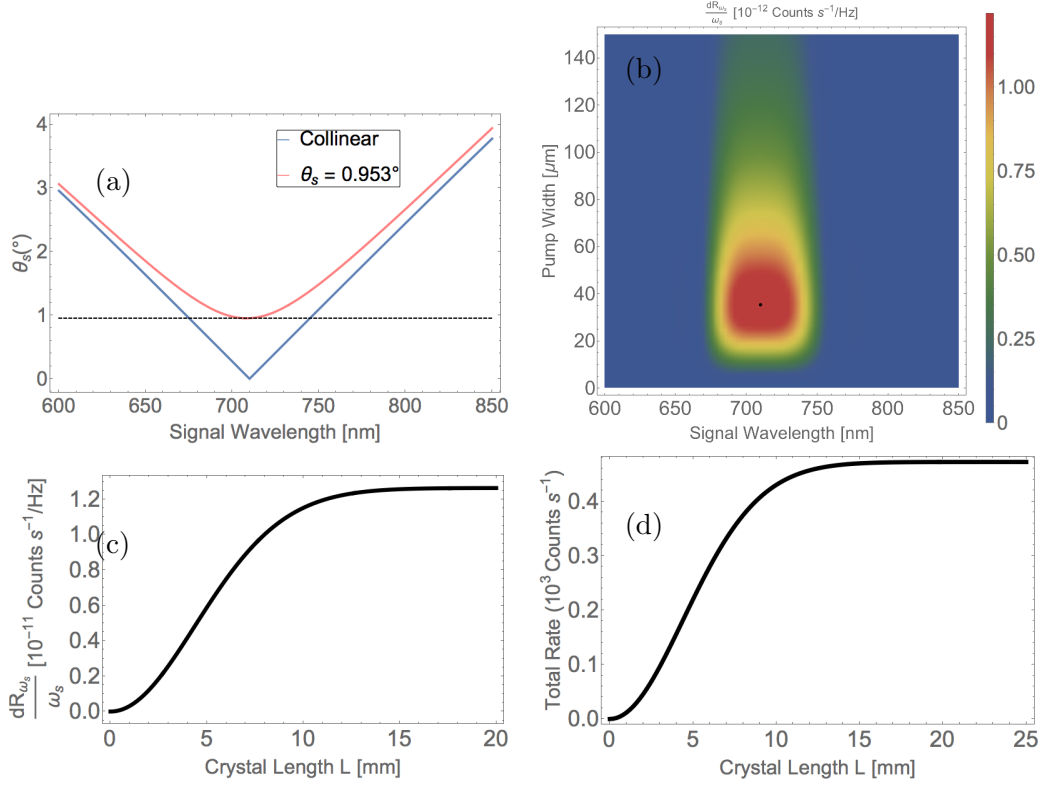 (a)
Collinear
θs = 0.953°
θs(°)
4
3
2
1
0
600 650 700 750 800 850
Signal Wavelength [nm]
dRωs/ωs [10⁻¹² Counts s⁻¹/Hz]
(b)
Pump Width [µm]
140
120
100
80
60
40
20
0
600 650 700 750 800 850
Signal Wavelength [nm]
1.00
0.75
0.50
0.25
0
(c)
dRωs/ωs [10⁻¹¹ Counts s⁻¹/Hz]
1.2
1.0
0.8
0.6
0.4
0.2
0.0
0 5 10 15 20
Crystal Length L [mm]
(d)
Total Rate (10³ Counts s⁻¹)
0.4
0.3
0.2
0.1
0.0
0 5 10 15 20 25
Crystal Length L [mm]